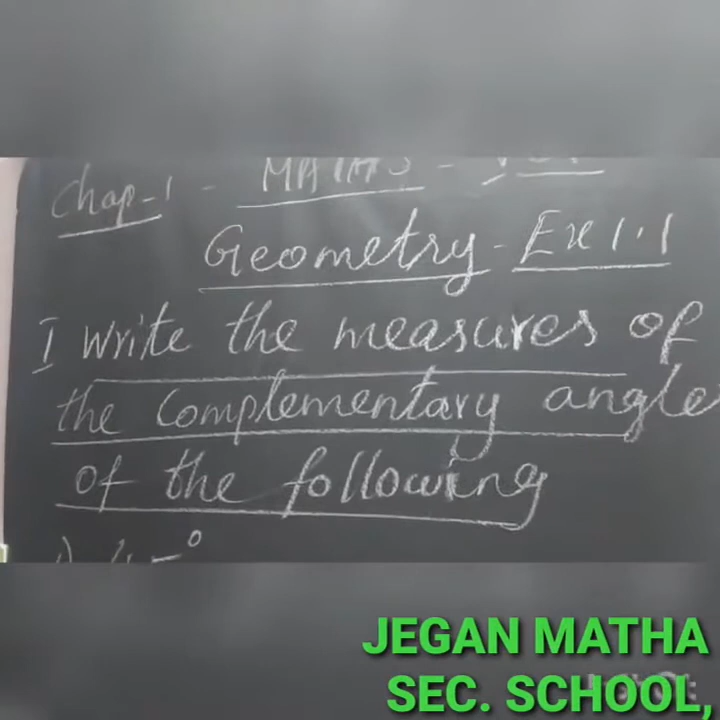 Chap-1 - MATHS -
Geometry - Ex 1.1
I write the measures of
the complementary angle
of the following
JEGAN MATHA
SEC. SCHOOL,